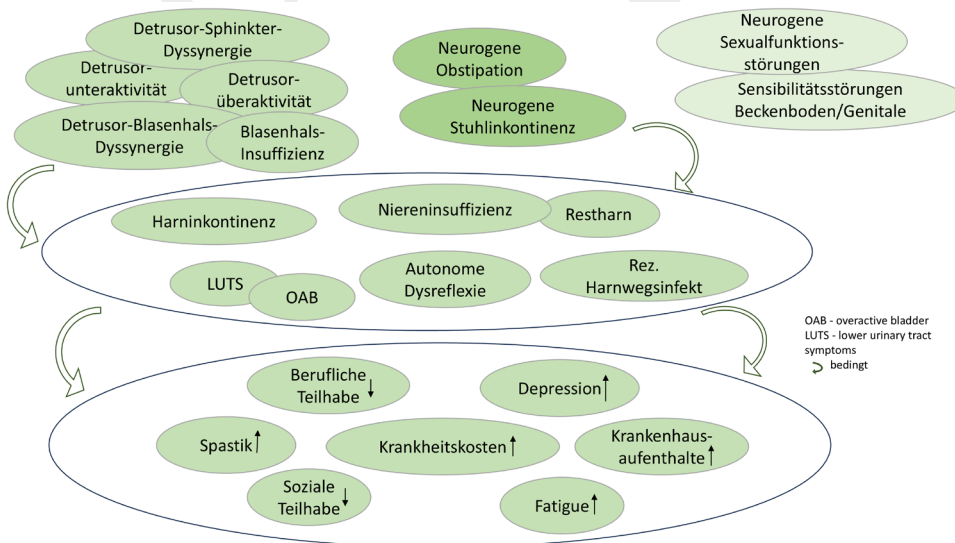 Detrusor-Sphinkter-
Dyssynergie
Detrusor-
unteraktivität
Detrusor-
überaktivität
Detrusor-Blasenhals-
Dyssynergie
Blasenhals-
Insuffizienz
Neurogene
Obstipation
Neurogene
Stuhlinkontinenz
Neurogene
Sexualfunktions-
störungen
Sensibilitätsstörungen
Beckenboden/Genitale
Harninkontinenz
Niereninsuffizienz
Restharn
LUTS
OAB
Autonome
Dysreflexie
Rez.
Harnwegsinfekt
OAB - overactive bladder
LUTS - lower urinary tract
symptoms
bedingt
Berufliche
Teilhabe
Depression
Spastik
Krankheitskosten
Krankenhaus-
aufenthalte
Soziale
Teilhabe
Fatigue